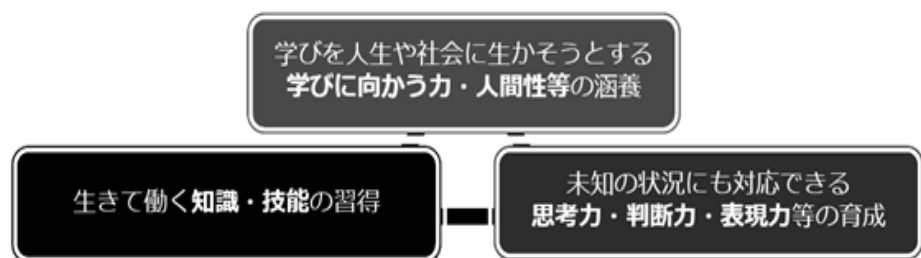 学びを人生や社会に生かそうとする
学びに向かう力・人間性等の涵養
生きて働く知識・技能の習得
未知の状況にも対応できる
思考力・判断力・表現力等の育成